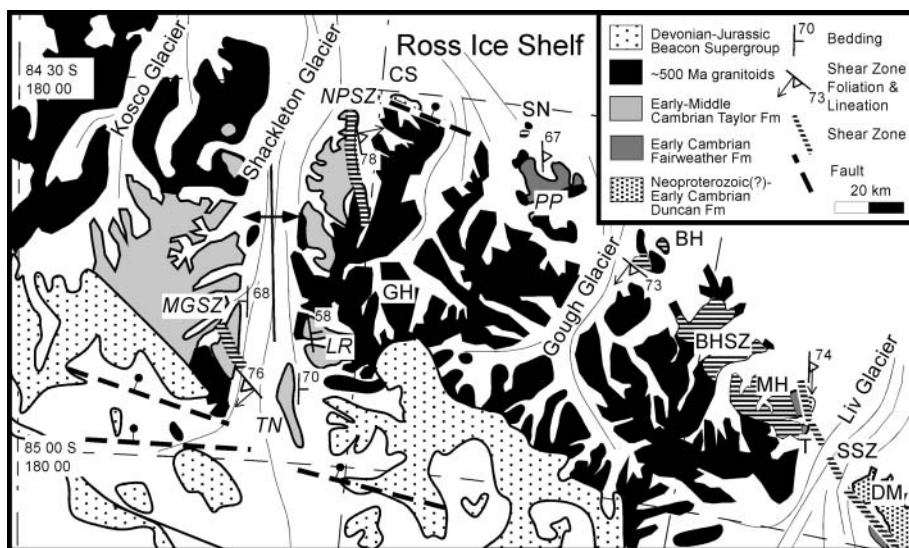 Ross Ice Shelf
Kosco Glacier
Shackleton Glacier
84 30 S
180 00
CS
NPSZ
78
SN
67
PP
BH
73
Gough Glacier
GH
MGSZ
68
58
LR
BHSZ
74
MH
Liv Glacier
76
TN
70
85 00 S
180 00
SSZ
DM
Devonian-Jurassic
Beacon Supergroup
~500 Ma granitoids
Early-Middle
Cambrian Taylor Fm
Early Cambrian
Fairweather Fm
Neoproterozoic(?)-
Early Cambrian
Duncan Fm
70
Bedding
73
Shear Zone
Foliation &
Lineation
Shear Zone
Fault
20 km